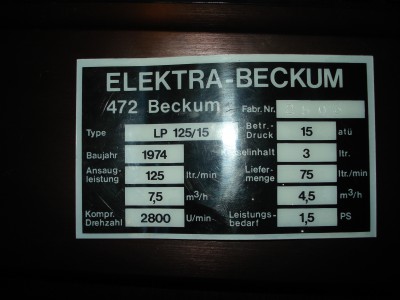 ELEKTRA-BECKUM
472 Beckum Fabr. Nr.
Type LP 125/15 Betr.- Druck 15 atü
Baujahr 1974 selinhalt 3 ltr.
Ansaug- leistung 125 ltr./min Liefer- menge 75 ltr./min
7,5 m³/h 4,5 m³/h
Kompr. Drehzahl 2800 U/min Leistungs- bedarf 1,5 PS